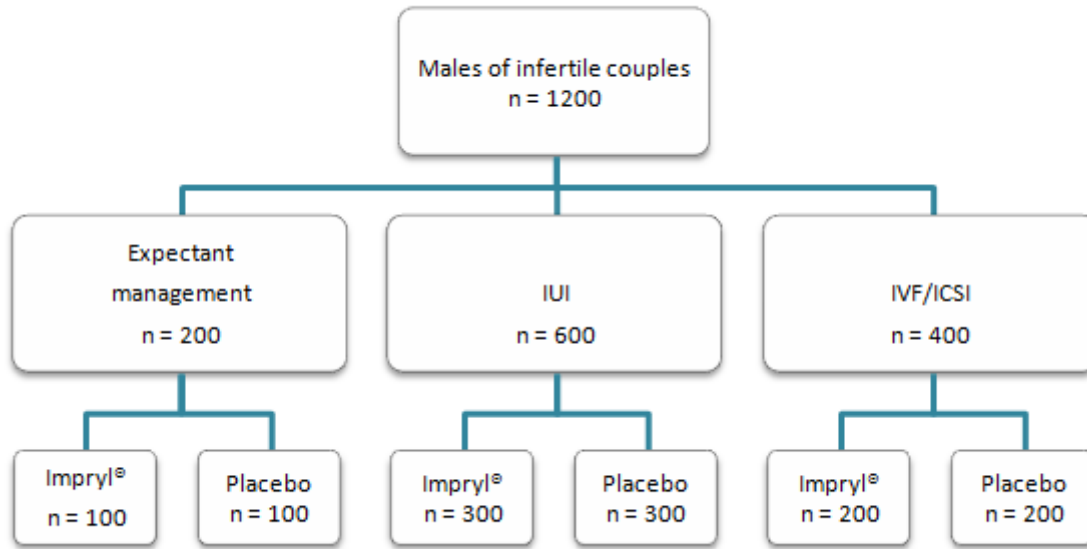 Males of infertile couples
n = 1200
Expectant
management
n = 200
IUI
n = 600
IVF/ICSI
n = 400
Impryl®
n = 100
Placebo
n = 100
Impryl®
n = 300
Placebo
n = 300
Impryl®
n = 200
Placebo
n = 200